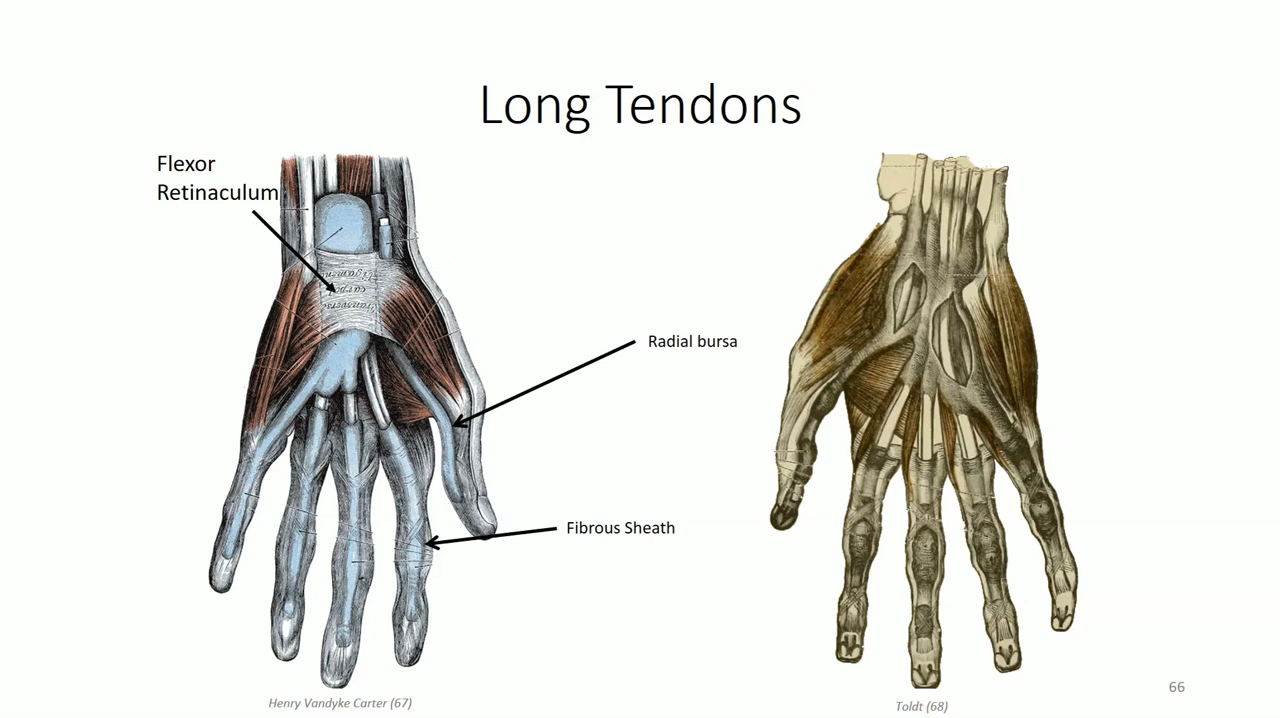 Long Tendons
Flexor
Retinaculum
Radial bursa
Fibrous Sheath
66
Henry Vandyke Carter (67)
Toldt (68)